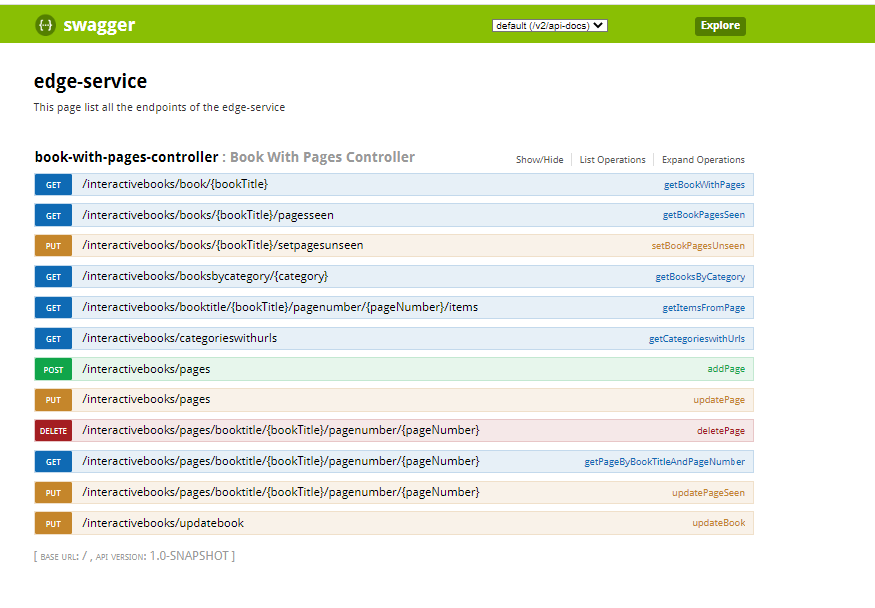 {···} swagger default (/v2/api-docs) Explore
edge-service
This page list all the endpoints of the edge-service
book-with-pages-controller : Book With Pages Controller Show/Hide List Operations Expand Operations
GET /interactivebooks/book/{bookTitle} getBookWithPages
GET /interactivebooks/books/{bookTitle}/pagesseen getBookPagesSeen
PUT /interactivebooks/books/{bookTitle}/setpagesunseen setBookPagesUnseen
GET /interactivebooks/booksbycategory/{category} getBooksByCategory
GET /interactivebooks/booktitle/{bookTitle}/pagenumber/{pageNumber}/items getItemsFromPage
GET /interactivebooks/categorieswithurls getCategorieswithUrls
POST /interactivebooks/pages addPage
PUT /interactivebooks/pages updatePage
DELETE /interactivebooks/pages/booktitle/{bookTitle}/pagenumber/{pageNumber} deletePage
GET /interactivebooks/pages/booktitle/{bookTitle}/pagenumber/{pageNumber} getPageByBookTitleAndPageNumber
PUT /interactivebooks/pages/booktitle/{bookTitle}/pagenumber/{pageNumber} updatePageSeen
PUT /interactivebooks/updatebook updateBook
[ BASE URL: / , API VERSION: 1.0-SNAPSHOT ]